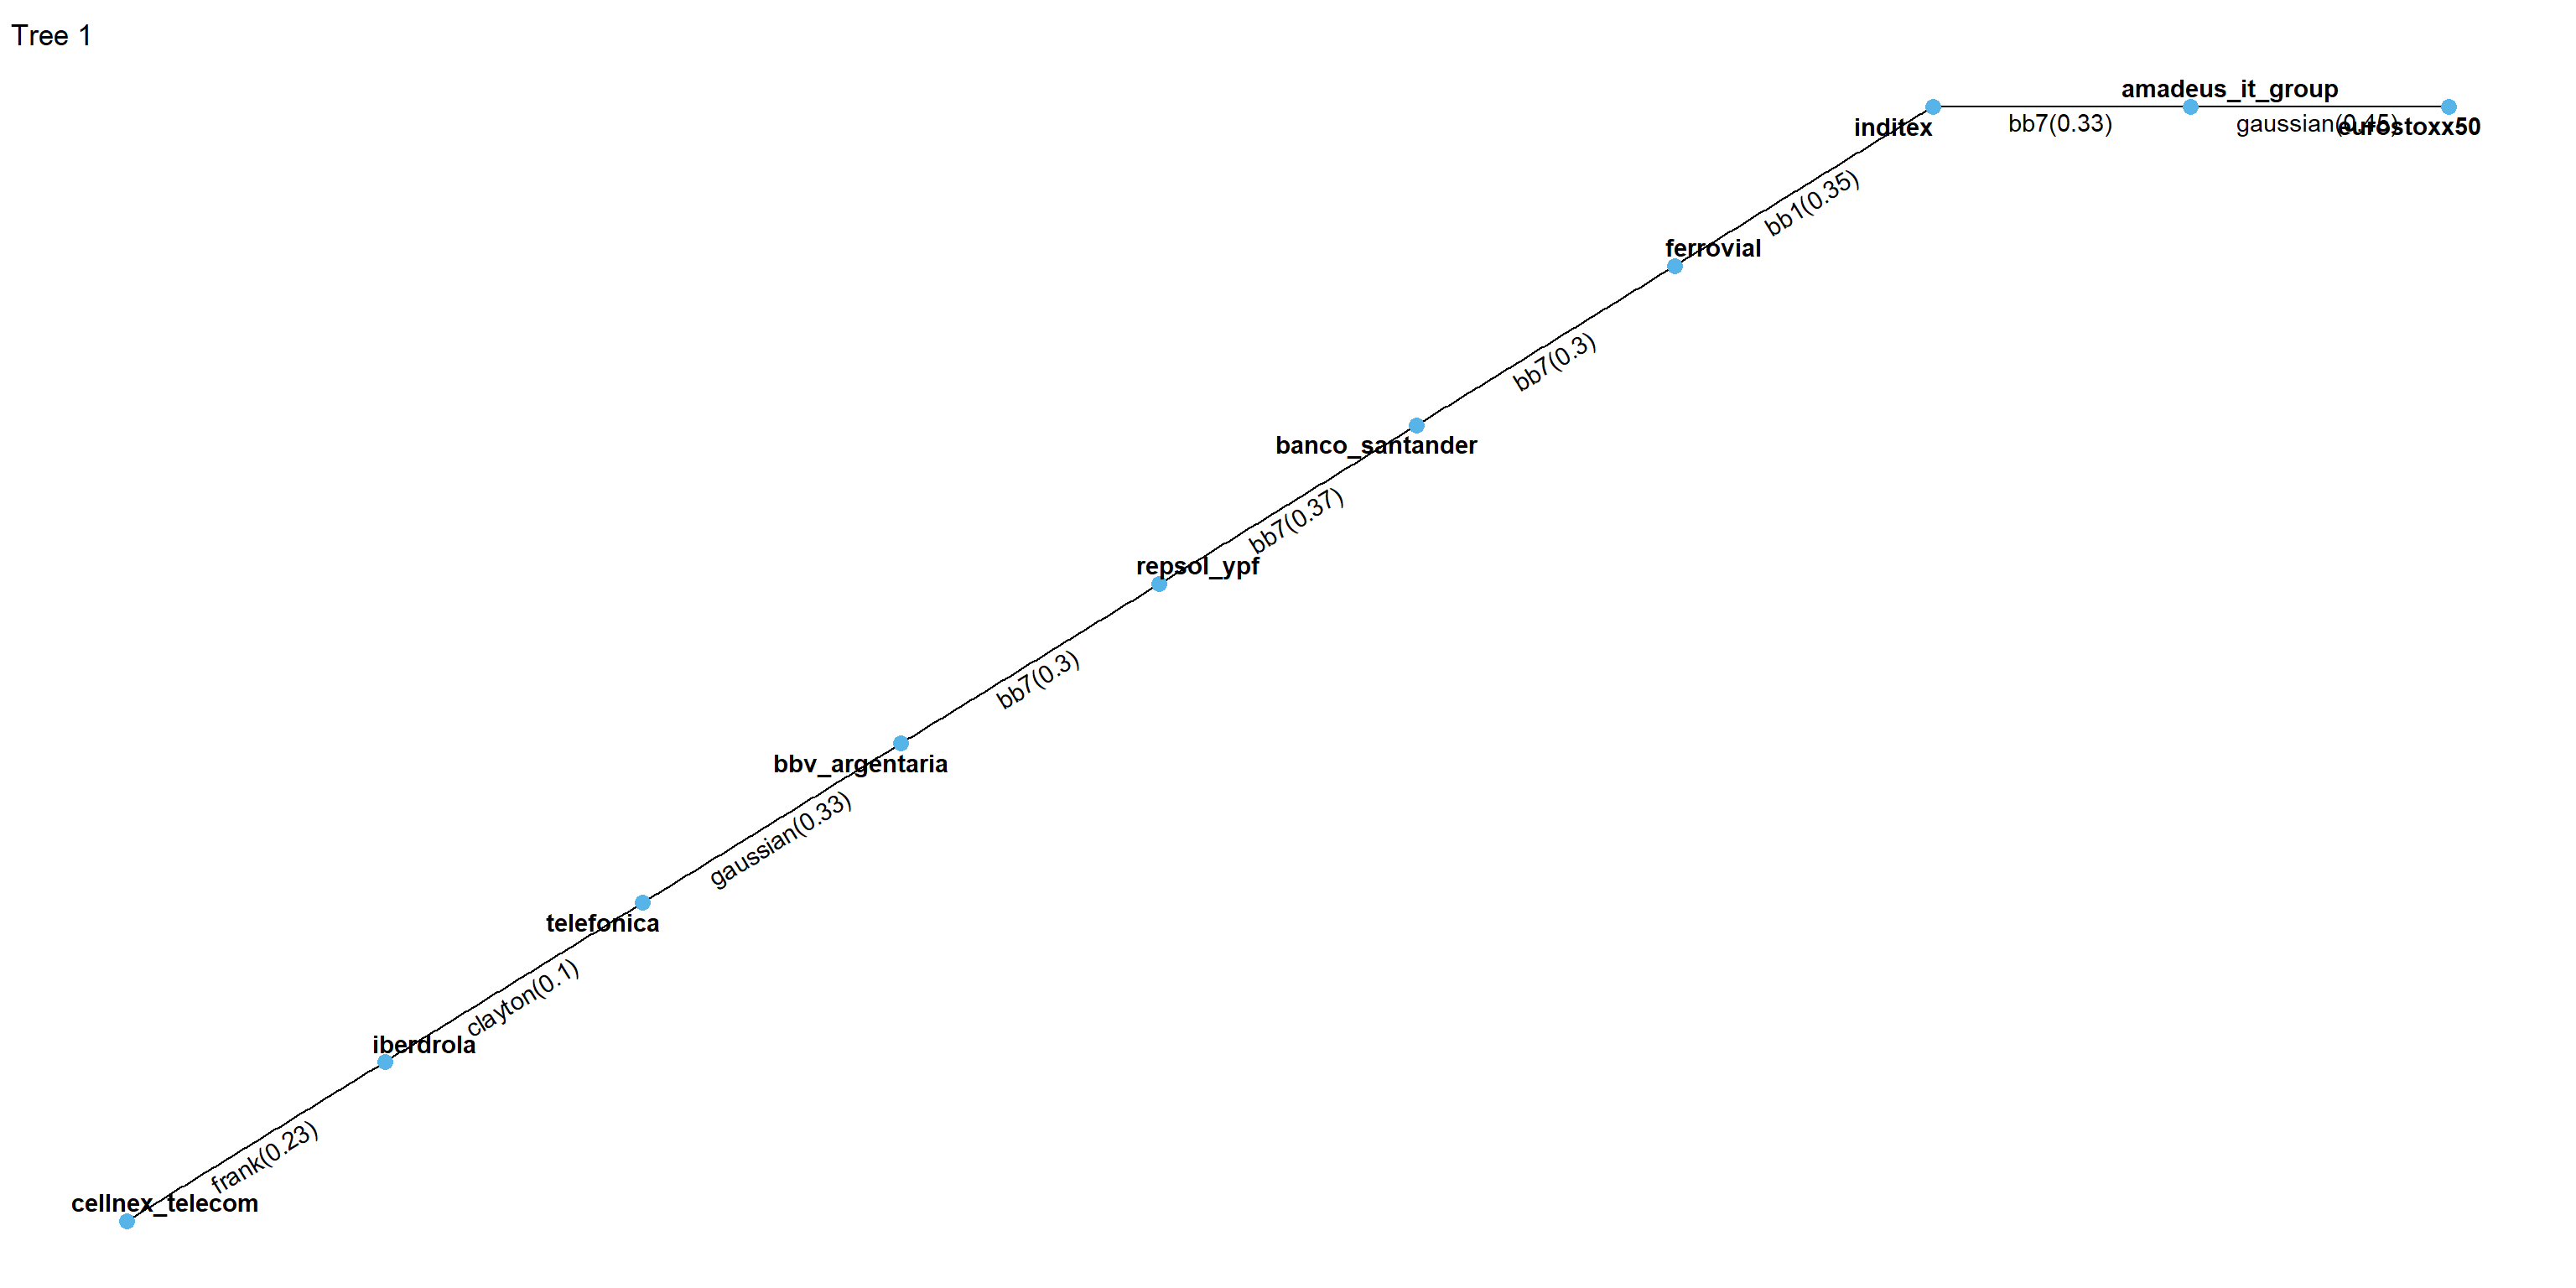 Tree 1
amadeus_it_group
inditex
bb7(0.33)
gaussian(0.45)
eurostoxx50
bb1(0.35)
ferrovial
bb7(0.3)
banco_santander
bb7(0.37)
repsol_ypf
bb7(0.3)
bbv_argentaria
gaussian(0.33)
telefonica
clayton(0.1)
iberdrola
frank(0.23)
cellnex_telecom